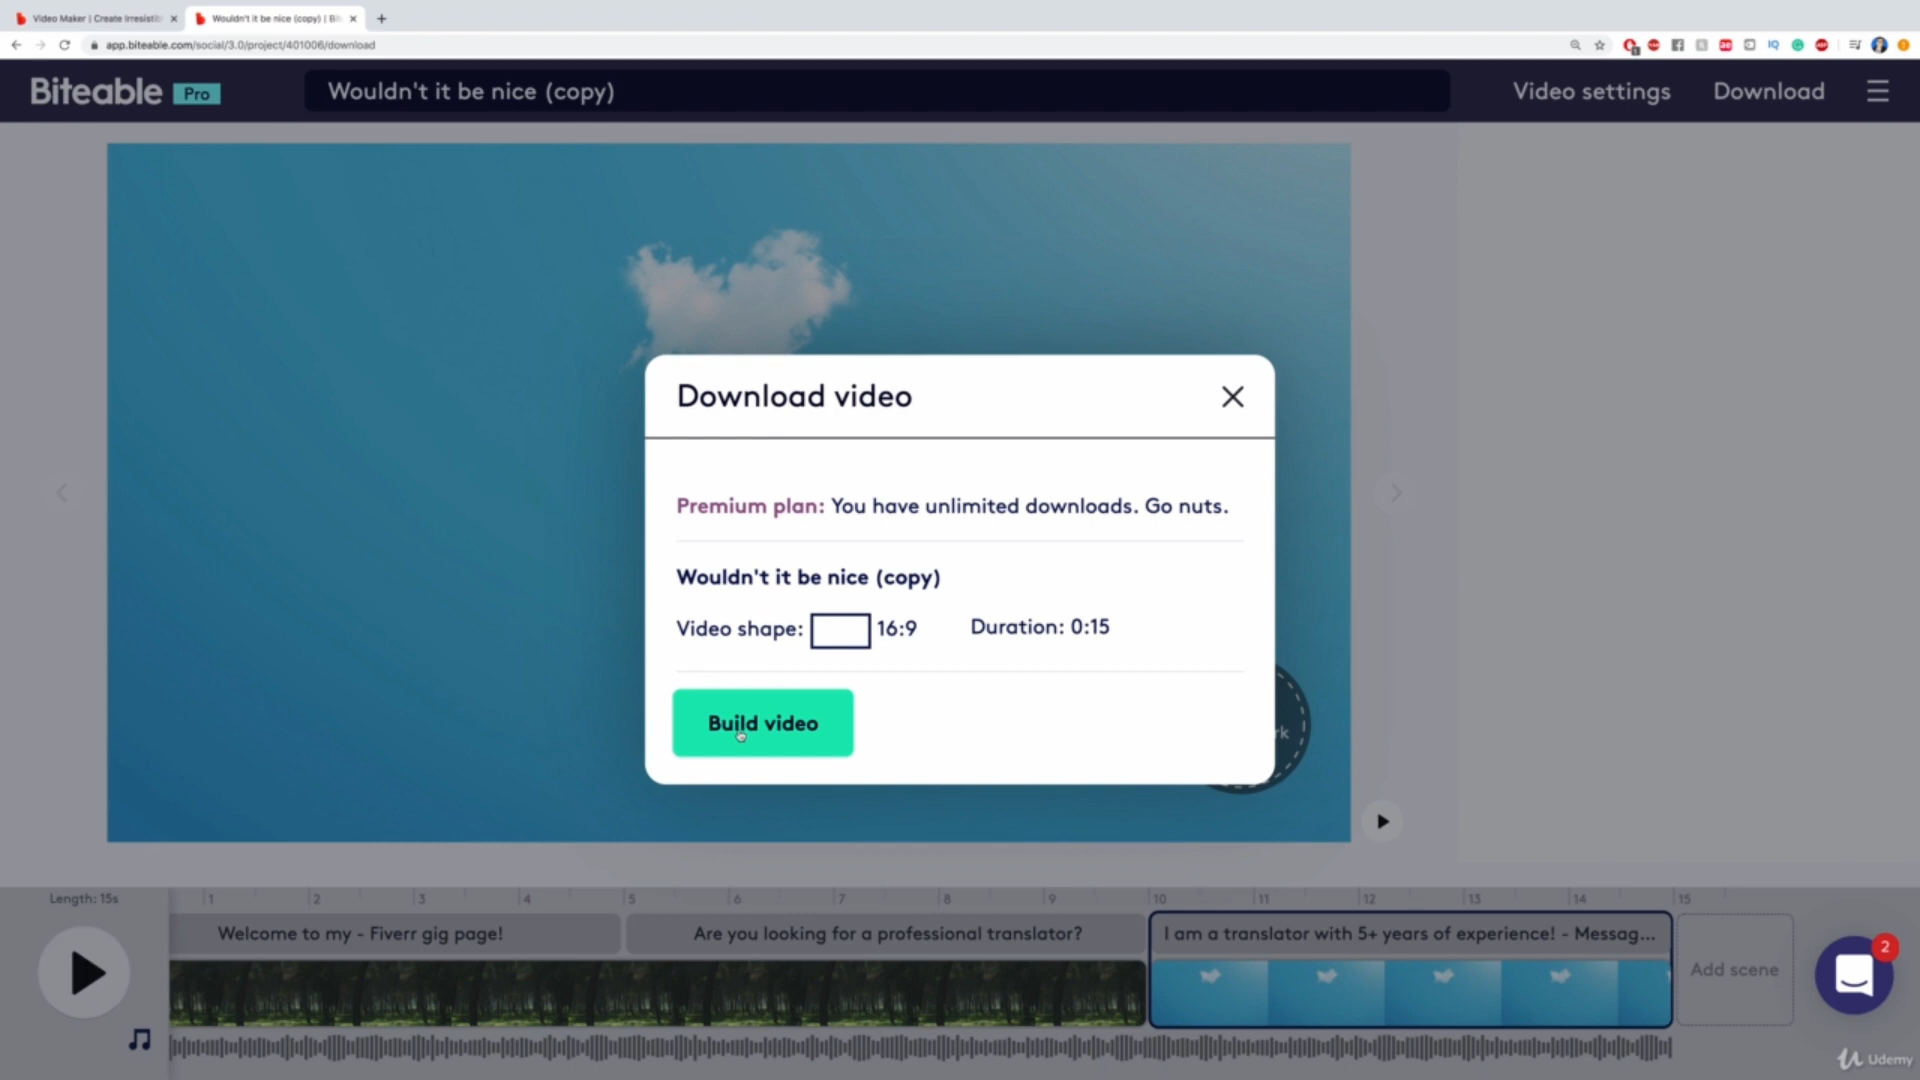 Video Maker | Create Irresistib
Wouldn't it be nice (copy) | Bit
app.biteable.com/social/3.0/project/401006/download
Biteable Pro
Wouldn't it be nice (copy)
Video settings
Download
Download video
Premium plan: You have unlimited downloads. Go nuts.
Wouldn't it be nice (copy)
Video shape: 16:9 Duration: 0:15
Build video
rk
Length: 15s
1 2 3 4 5 6 7 8 9 10 11 12 13 14 15
Welcome to my - Fiverr gig page!
Are you looking for a professional translator?
I am a translator with 5+ years of experience! - Messag...
Add scene
2
Udemy